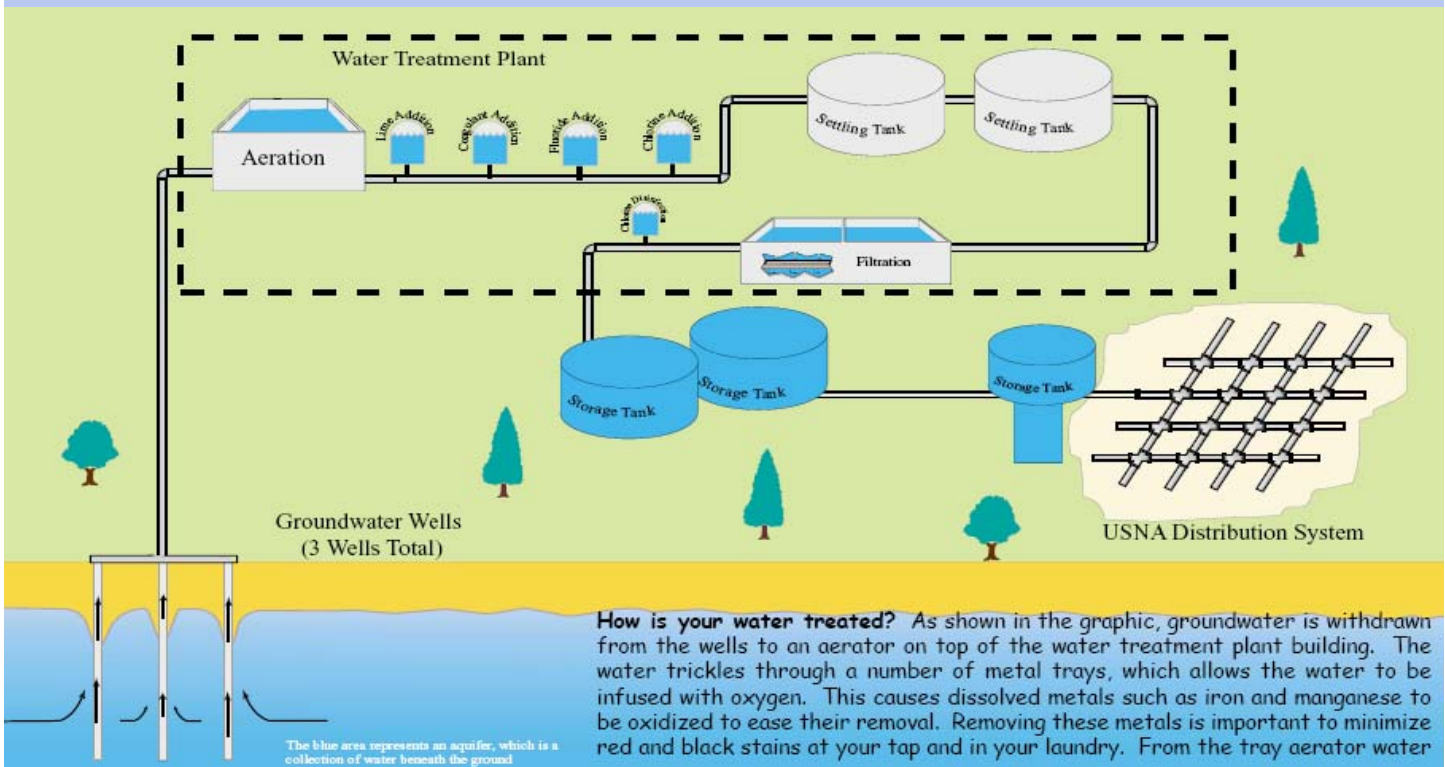 Water Treatment Plant
Aeration
Lime Addition
Coagulant Addition
Fluoride Addition
Chlorine Addition
Settling Tank
Settling Tank
Chlorine Disinfection
Filtration
Storage Tank
Storage Tank
Storage Tank
Groundwater Wells
(3 Wells Total)
USNA Distribution System
The blue area represents an aquifer, which is a
collection of water beneath the ground
How is your water treated? As shown in the graphic, groundwater is withdrawn
from the wells to an aerator on top of the water treatment plant building. The
water trickles through a number of metal trays, which allows the water to be
infused with oxygen. This causes dissolved metals such as iron and manganese to
be oxidized to ease their removal. Removing these metals is important to minimize
red and black stains at your tap and in your laundry. From the tray aerator water